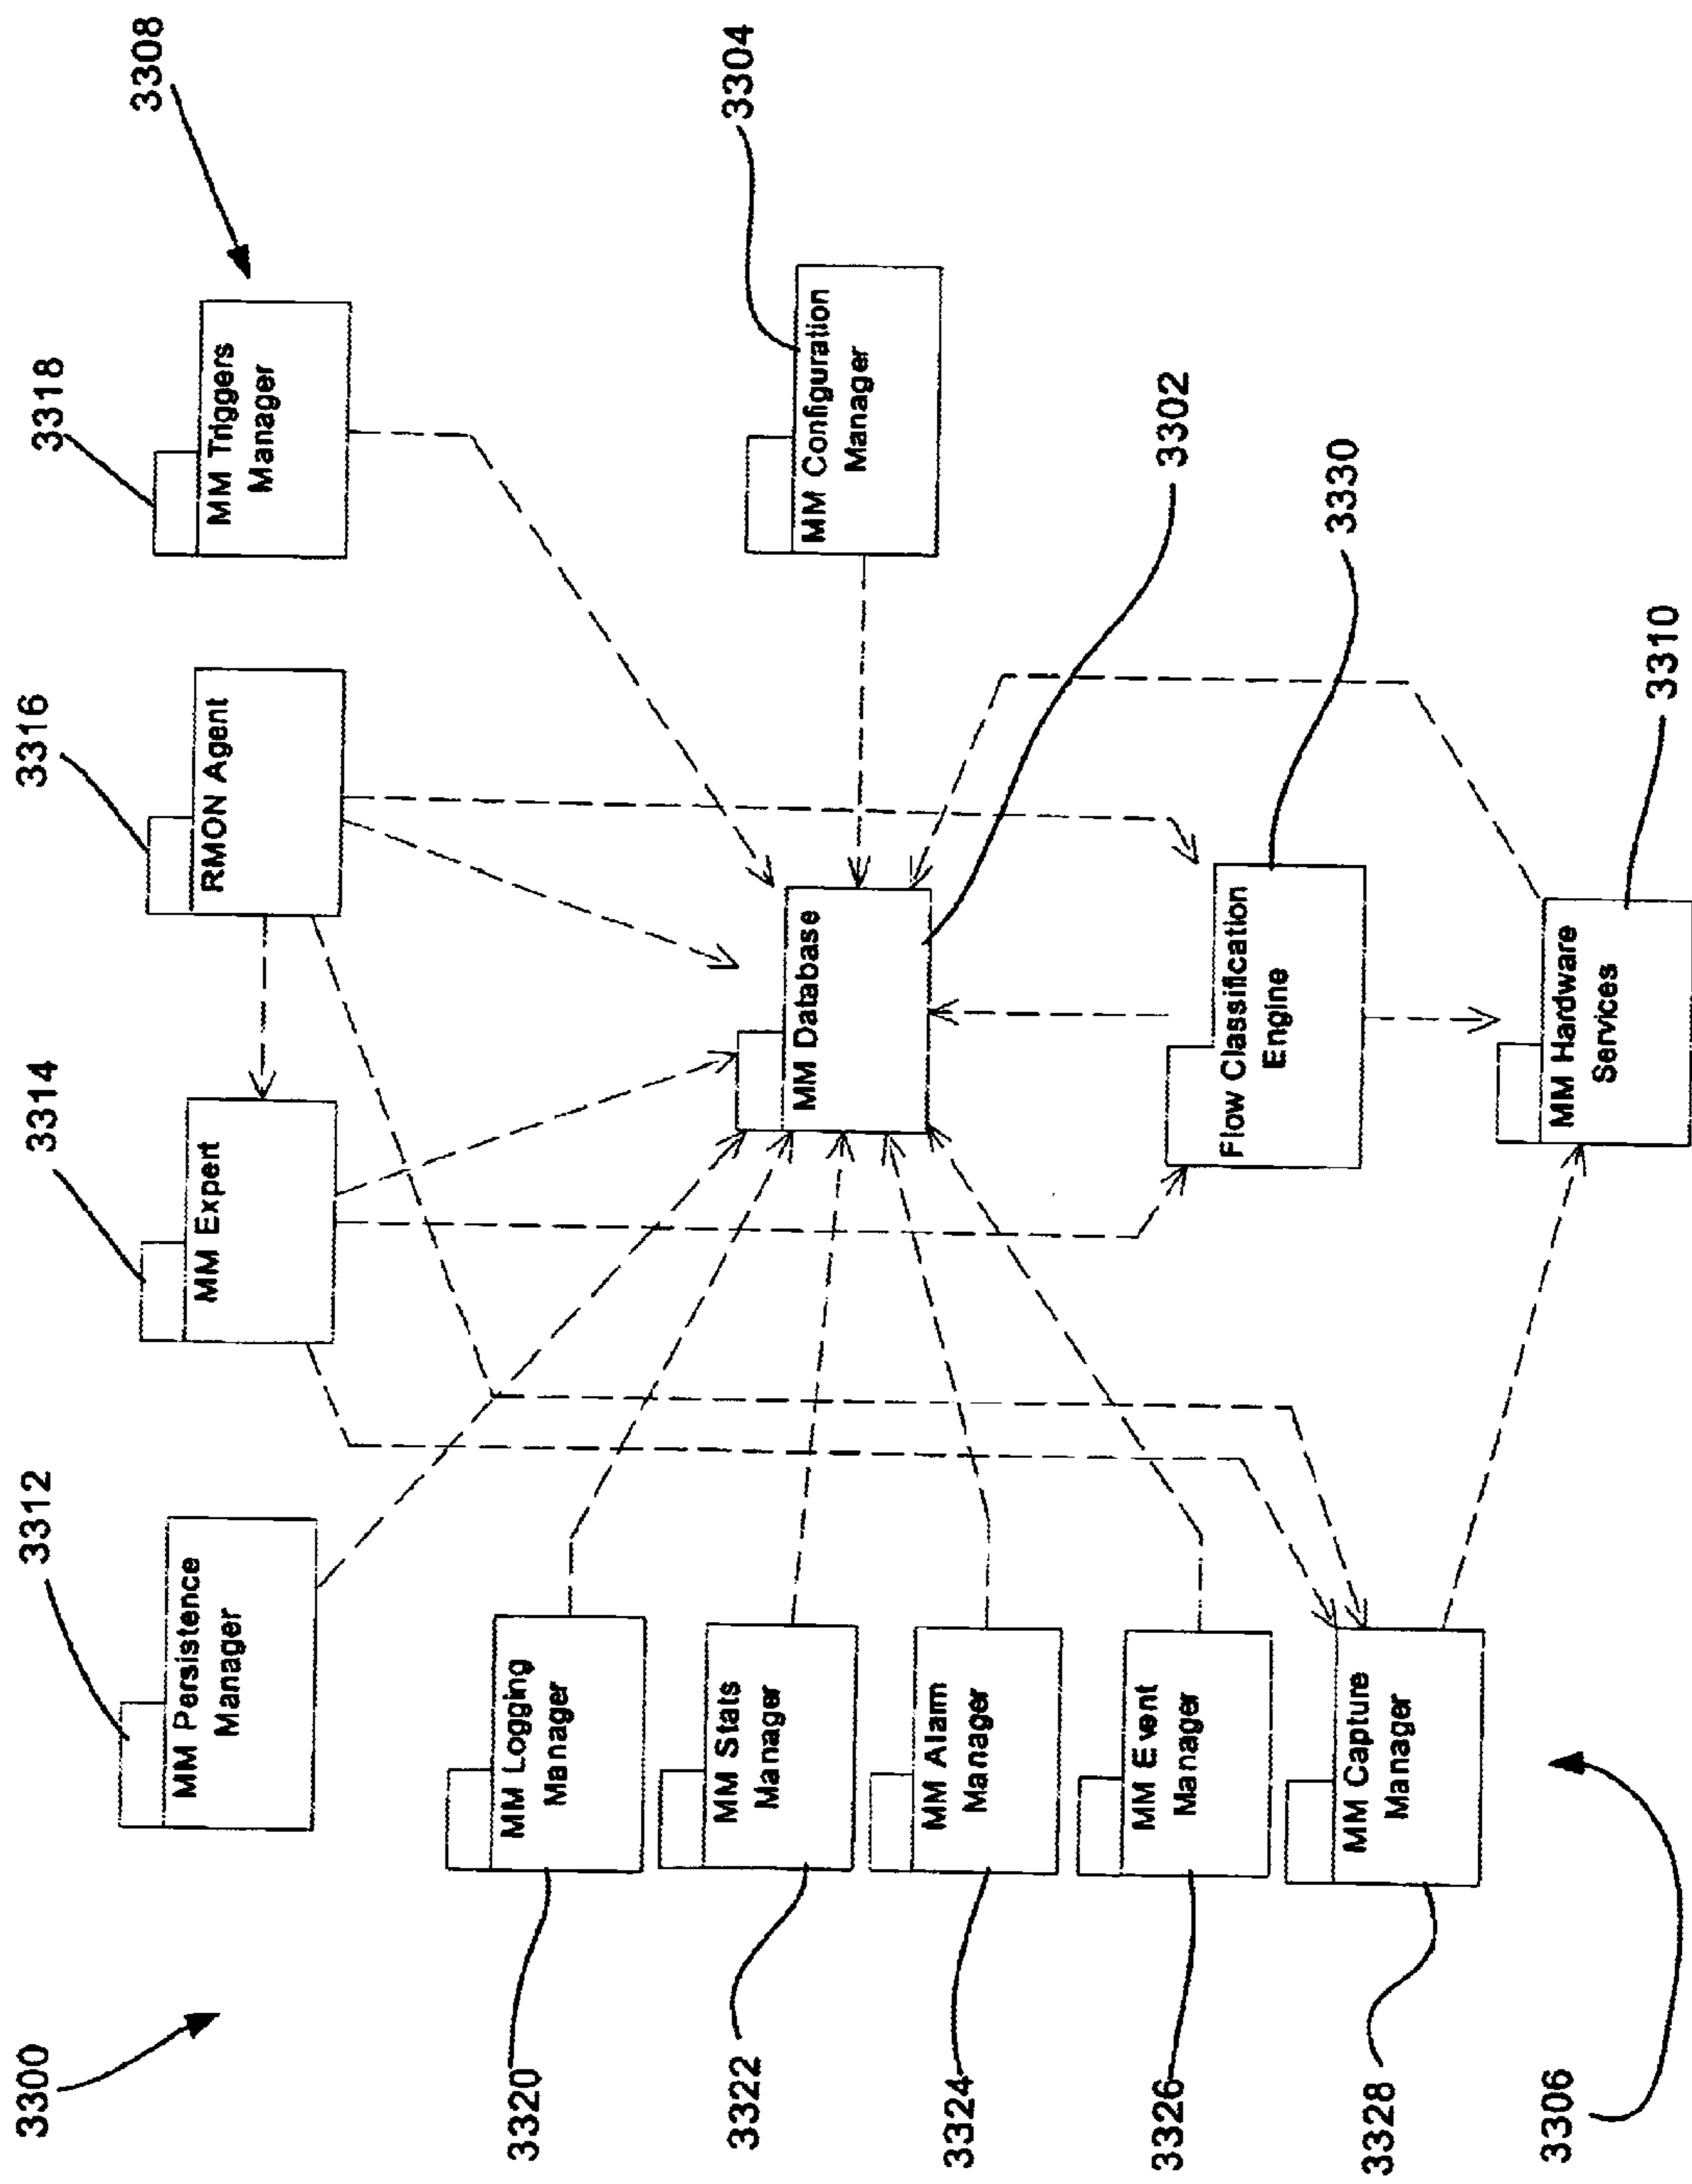 3300
3312
3314
3316
3318
3308
MM Persistence
Manager
MM Expert
RMON Agent
MM Triggers
Manager
3320
MM Logging
Manager
3322
MM Stats
Manager
MM Database
MM Configuration
Manager
3304
3324
MM Alarm
Manager
3302
3326
MM Event
Manager
Flow Classification
Engine
3330
3328
MM Capture
Manager
3306
MM Hardware
Services
3310